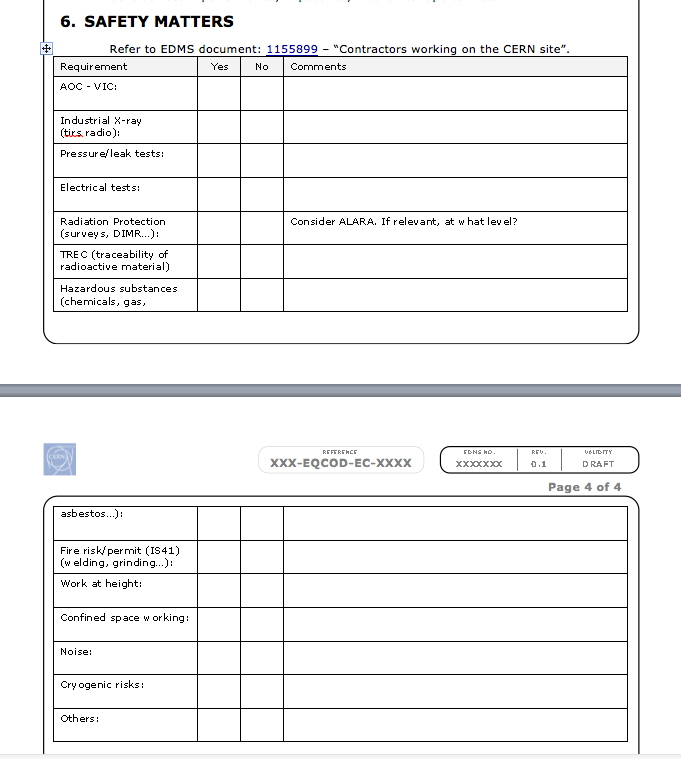 6. SAFETY MATTERS
Refer to EDMS document: 1155899 – “Contractors working on the CERN site”.
Requirement Yes No Comments
AOC - VIC:
Industrial X-ray
(tirs radio):
Pressure/leak tests:
Electrical tests:
Radiation Protection Consider ALARA. If relevant, at what level?
(surveys, DIMR...):
TREC (traceability of
radioactive material)
Hazardous substances
(chemicals, gas,
CERN
REFERENCE
XXX-EQCOD-EC-XXXX
EDMS NO. REV. VALIDITY
XXXXXXX 0.1 DRAFT
Page 4 of 4
asbestos...):
Fire risk/permit (IS41)
(welding, grinding...):
Work at height:
Confined space working:
Noise:
Cryogenic risks:
Others: